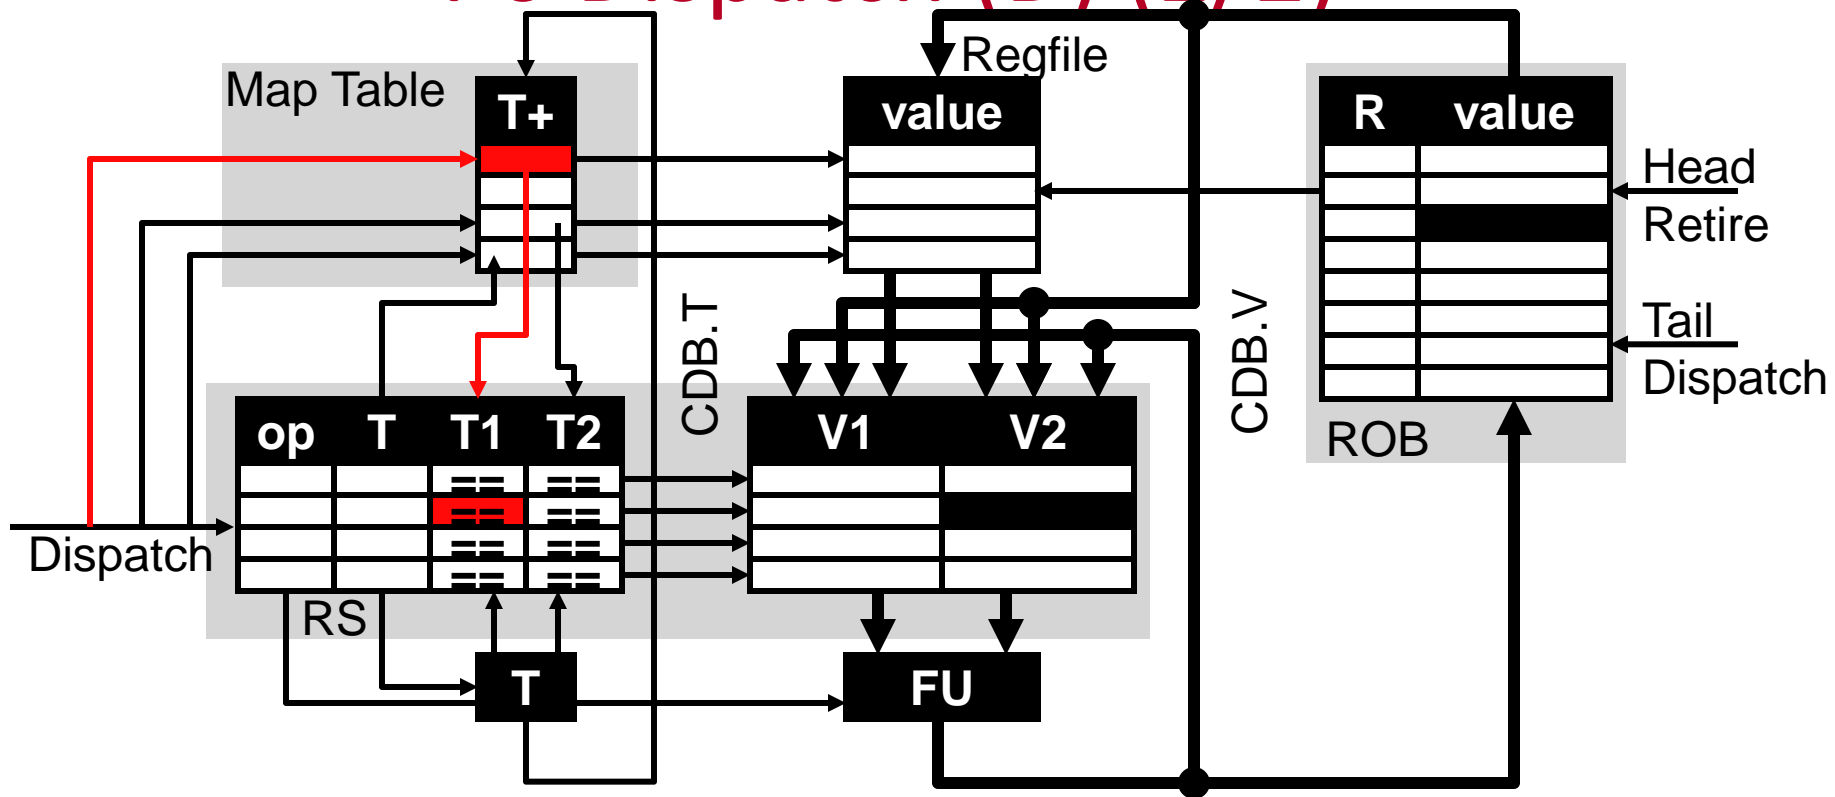 Regfile
Map Table
T+
value
R value
Head
Retire
CDB.T
CDB.V
Tail
Dispatch
op T T1 T2
V1 V2
ROB
== ==
== ==
== ==
== ==
Dispatch
RS
T
FU